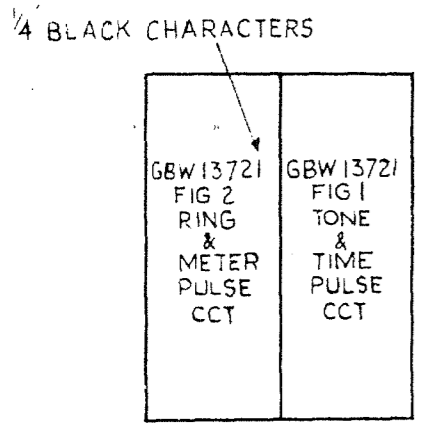 1/4" BLACK CHARACTERS
GBW 13721
FIG 2
RING
&
METER
PULSE
CCT
GBW 13721
FIG 1
TONE
&
TIME
PULSE
CCT